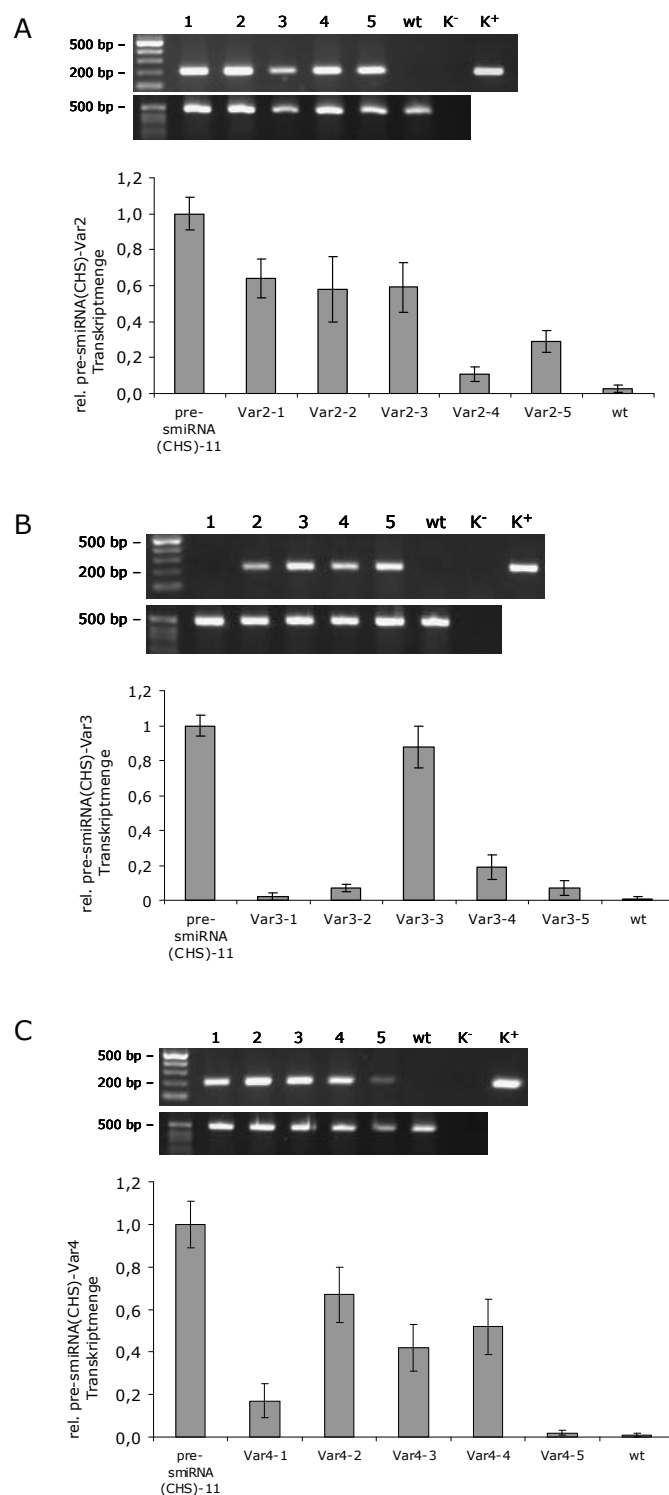 A
1 2 3 4 5 wt K⁻ K⁺
500 bp –
200 bp –
500 bp –
rel. pre-smiRNA(CHS)-Var2
Transkriptmenge
1,2
1,0
0,8
0,6
0,4
0,2
0,0
pre-
smiRNA
(CHS)-11
Var2-1 Var2-2 Var2-3 Var2-4 Var2-5 wt
B
1 2 3 4 5 wt K⁻ K⁺
500 bp –
200 bp –
500 bp –
rel. pre-smiRNA(CHS)-Var3
Transkriptmenge
1,2
1
0,8
0,6
0,4
0,2
0
pre-
smiRNA
(CHS)-11
Var3-1 Var3-2 Var3-3 Var3-4 Var3-5 wt
C
1 2 3 4 5 wt K⁻ K⁺
500 bp –
200 bp –
500 bp –
rel. pre-smiRNA(CHS)-Var4
Transkriptmenge
1,2
1,0
0,8
0,6
0,4
0,2
0,0
pre-
smiRNA
(CHS)-11
Var4-1 Var4-2 Var4-3 Var4-4 Var4-5 wt